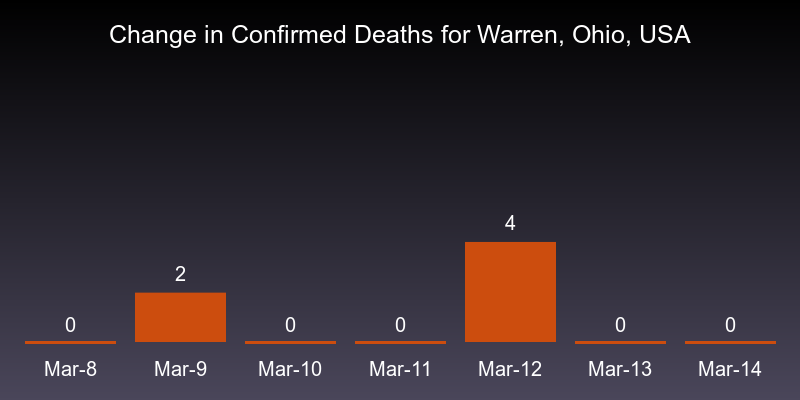 Change in Confirmed Deaths for Warren, Ohio, USA
4
2
0 0 0 0 0
Mar-8 Mar-9 Mar-10 Mar-11 Mar-12 Mar-13 Mar-14